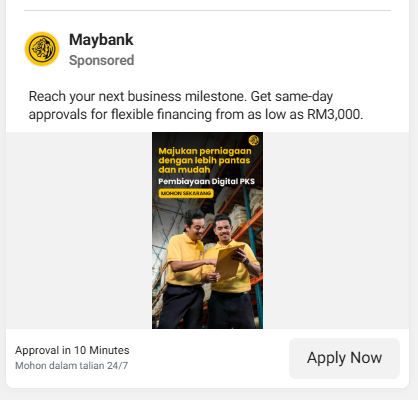 Maybank
Sponsored
Reach your next business milestone. Get same-day
approvals for flexible financing from as low as RM3,000.
Majukan perniagaan
dengan lebih pantas
dan mudah
Pembiayaan Digital PKS
MOHON SEKARANG
Approval in 10 Minutes
Mohon dalam talian 24/7
Apply Now